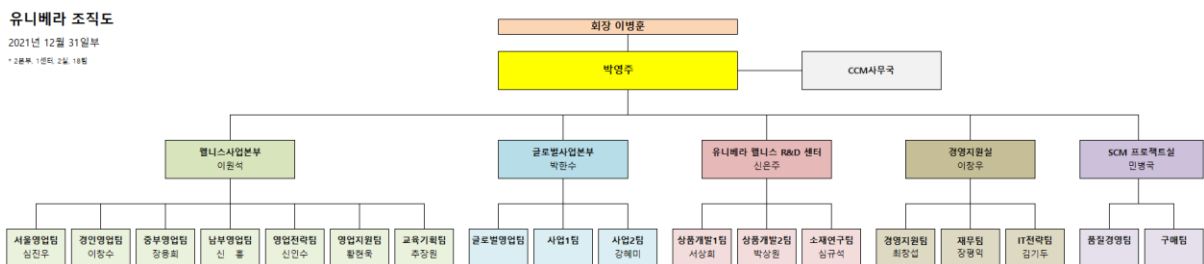 유니베라 조직도
2021년 12월 31일부
* 2본부, 1센터, 2실, 18팀
회장 이병훈
박영주
CCM사무국
웰니스사업본부
이원석
글로벌사업본부
박한수
유니베라 웰니스 R&D 센터
신은주
경영지원실
이창우
SCM 프로젝트실
민병국
서울영업팀
심진우
경인영업팀
이창수
중부영업팀
장용희
남부영업팀
신 홍
영업전략팀
신인수
영업지원팀
황현욱
교육기획팀
추장원
글로벌영업팀
사업1팀
사업2팀
강혜미
상품개발1팀
서상희
상품개발2팀
박상원
소재연구팀
심규석
경영지원팀
최창섭
재무팀
장평익
IT전략팀
김기두
품질경영팀
구매팀